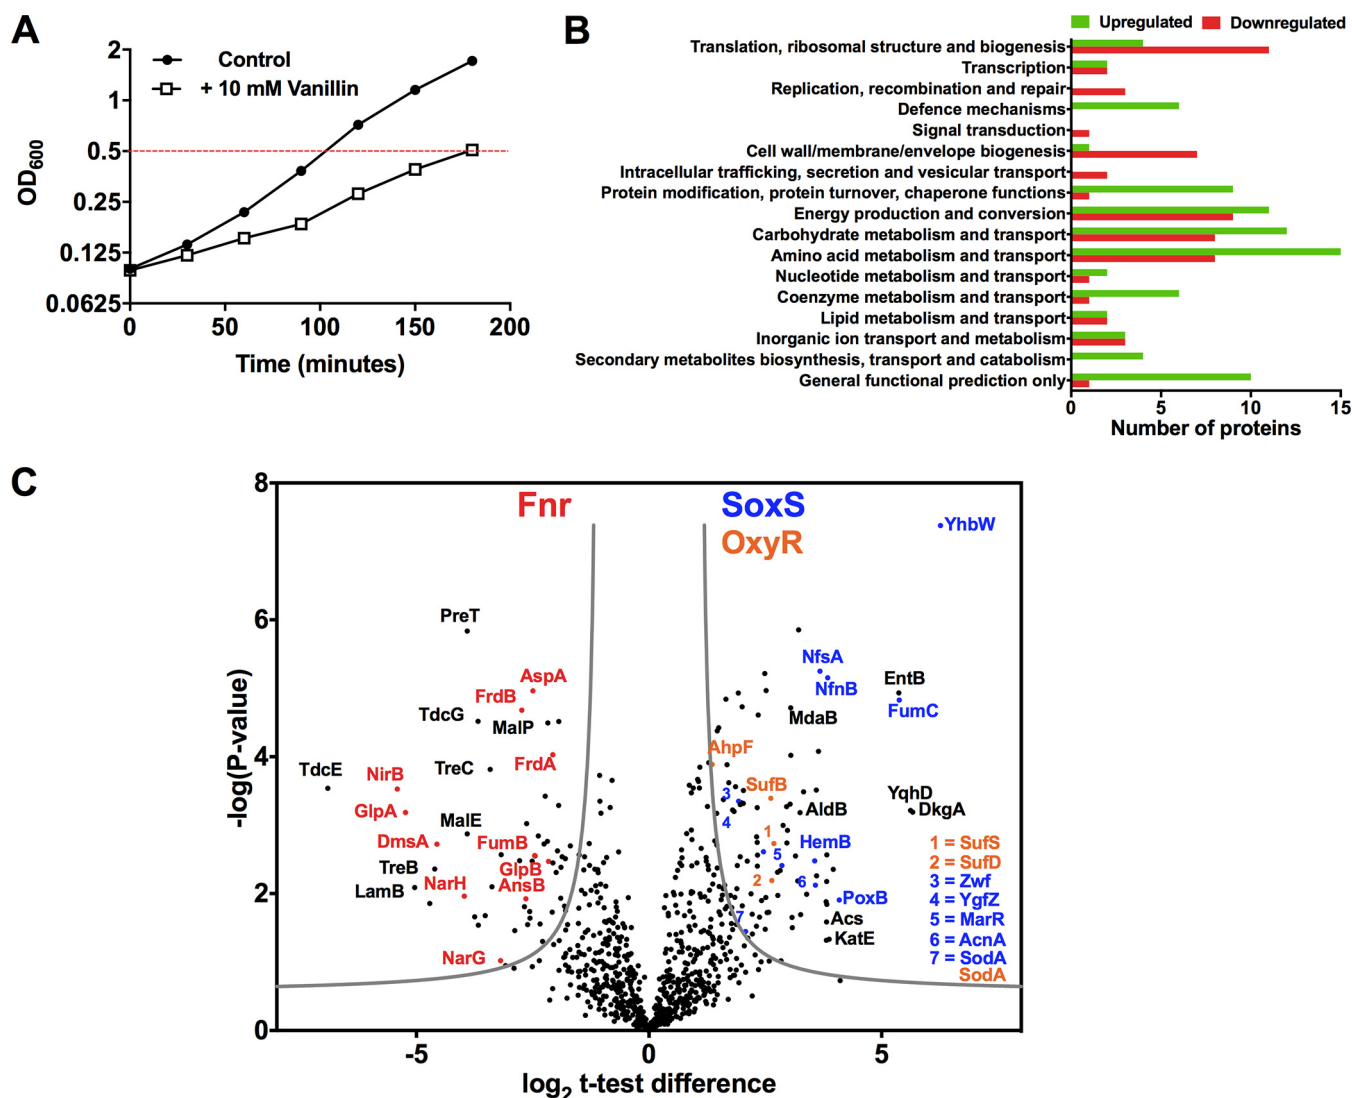 A
2
1
0.5
0.25
0.125
0.0625
OD600
Control
+ 10 mM Vanillin
0
50
100
150
200
Time (minutes)
B
Upregulated
Downregulated
Translation, ribosomal structure and biogenesis
Transcription
Replication, recombination and repair
Defence mechanisms
Signal transduction
Cell wall/membrane/envelope biogenesis
Intracellular trafficking, secretion and vesicular transport
Protein modification, protein turnover, chaperone functions
Energy production and conversion
Carbohydrate metabolism and transport
Amino acid metabolism and transport
Nucleotide metabolism and transport
Coenzyme metabolism and transport
Lipid metabolism and transport
Inorganic ion transport and metabolism
Secondary metabolites biosynthesis, transport and catabolism
General functional prediction only
0
5
10
15
Number of proteins
C
8
6
4
2
0
-log(P-value)
Fnr
SoxS
OxyR
YhbW
PreT
AspA
FrdB
TdcG
MalP
FrdA
TreC
TdcE
NirB
GlpA
MalE
DmsA
FumB
TreB
GlpB
NarH
AnsB
LamB
NarG
NfsA
NfnB
EntB
FumC
MdaB
AhpF
SufB
3
4
AldB
YqhD
DkgA
1
HemB
5
2
6
PoxB
7
Acs
KatE
1 = SufS
2 = SufD
3 = Zwf
4 = YgfZ
5 = MarR
6 = AcnA
7 = SodA
SodA
-5
0
5
log2 t-test difference